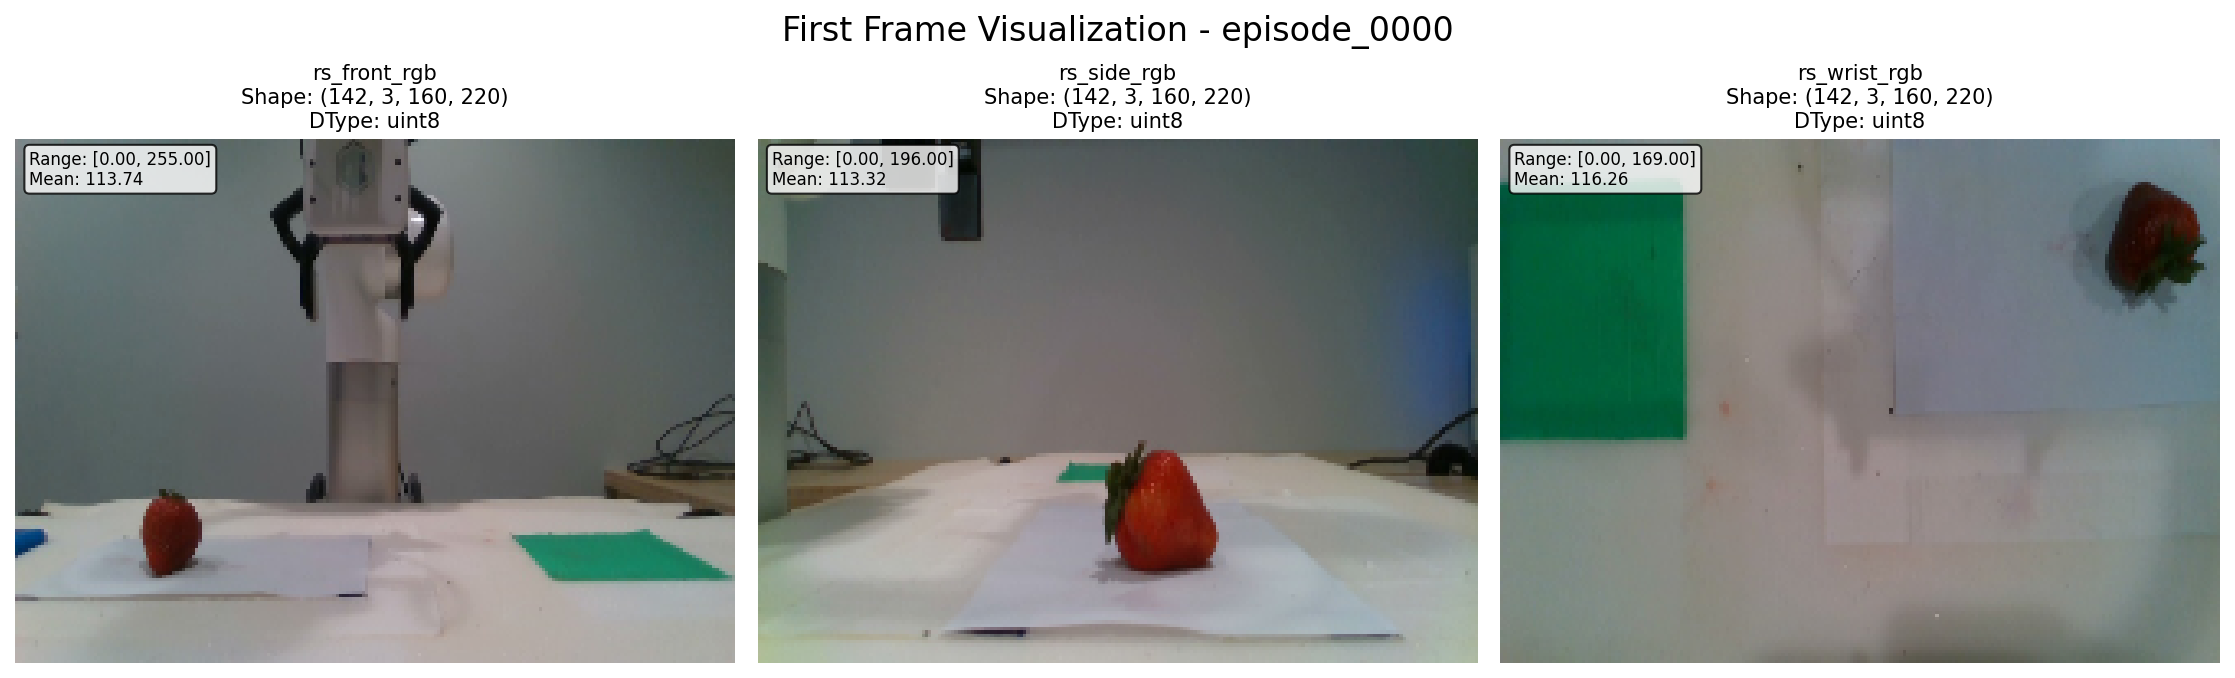 First Frame Visualization - episode_0000
rs_front_rgb
Shape: (142, 3, 160, 220)
DType: uint8
Range: [0.00, 255.00]
Mean: 113.74
rs_side_rgb
Shape: (142, 3, 160, 220)
DType: uint8
Range: [0.00, 196.00]
Mean: 113.32
rs_wrist_rgb
Shape: (142, 3, 160, 220)
DType: uint8
Range: [0.00, 169.00]
Mean: 116.26